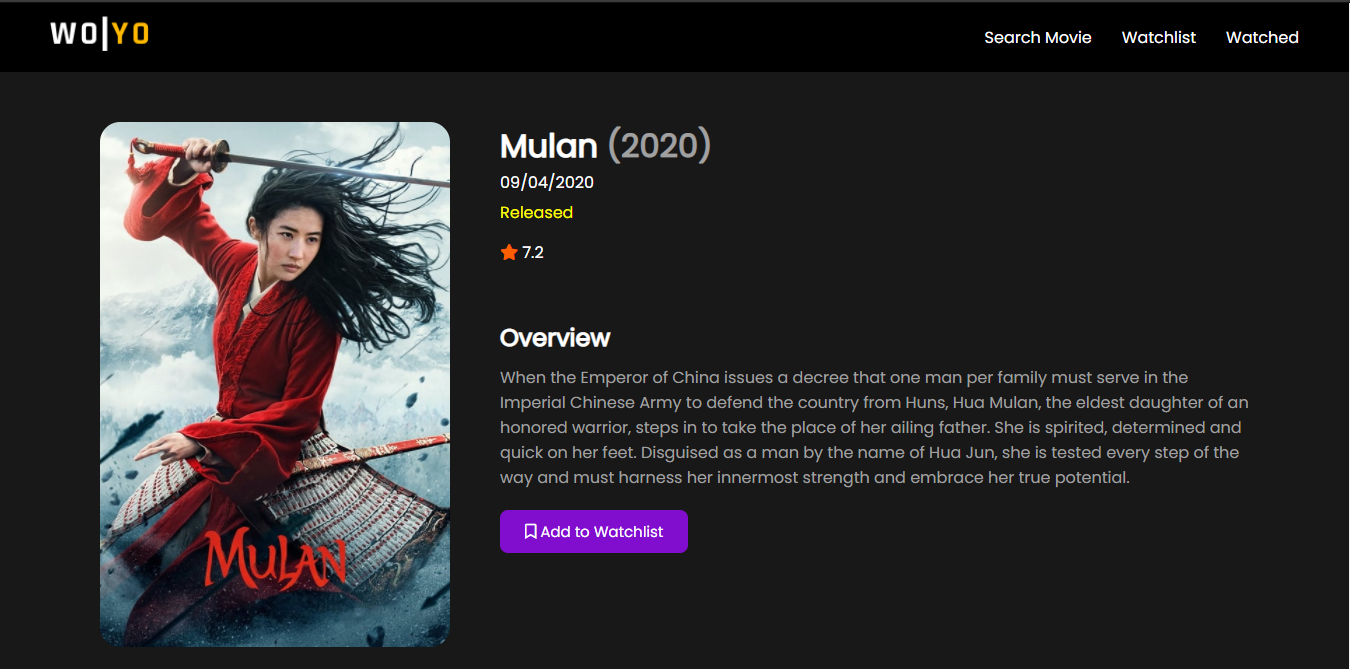 WO|YO
Search Movie
Watchlist
Watched
Mulan (2020)
09/04/2020
Released
7.2
Overview
When the Emperor of China issues a decree that one man per family must serve in the
Imperial Chinese Army to defend the country from Huns, Hua Mulan, the eldest daughter of an
honored warrior, steps in to take the place of her ailing father. She is spirited, determined and
quick on her feet. Disguised as a man by the name of Hua Jun, she is tested every step of the
way and must harness her innermost strength and embrace her true potential.
Add to Watchlist
MULAN